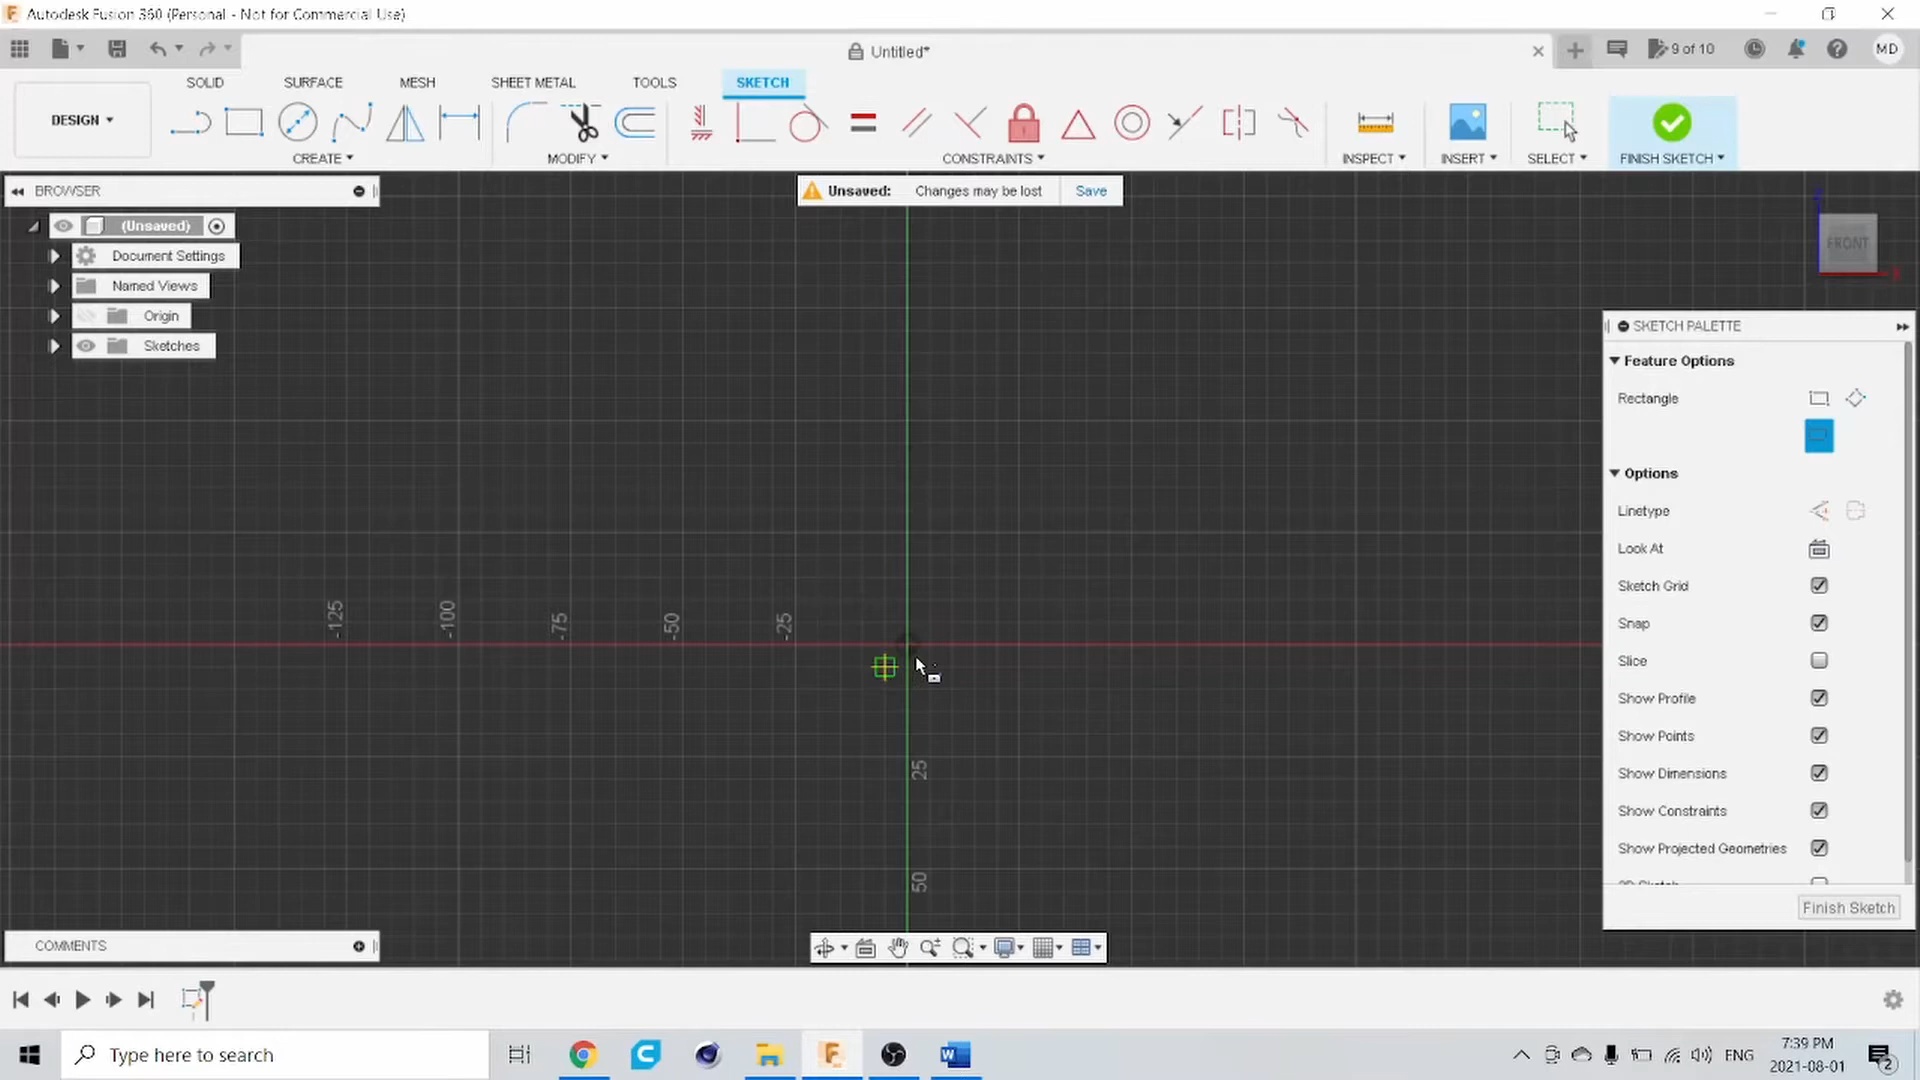 Autodesk Fusion 360 (Personal - Not for Commercial Use)
Untitled*
9 of 10
MD
DESIGN
SOLID
SURFACE
MESH
SHEET METAL
TOOLS
SKETCH
CREATE
MODIFY
CONSTRAINTS
INSPECT
INSERT
SELECT
FINISH SKETCH
BROWSER
Unsaved: Changes may be lost Save
(Unsaved)
Document Settings
Named Views
Origin
Sketches
FRONT
SKETCH PALETTE
Feature Options
Rectangle
Options
Linetype
Look At
Sketch Grid
Snap
Slice
Show Profile
Show Points
Show Dimensions
Show Constraints
Show Projected Geometries
Finish Sketch
-125
-100
-75
-50
-25
25
50
COMMENTS
Type here to search
ENG
7:39 PM
2021-08-01
2